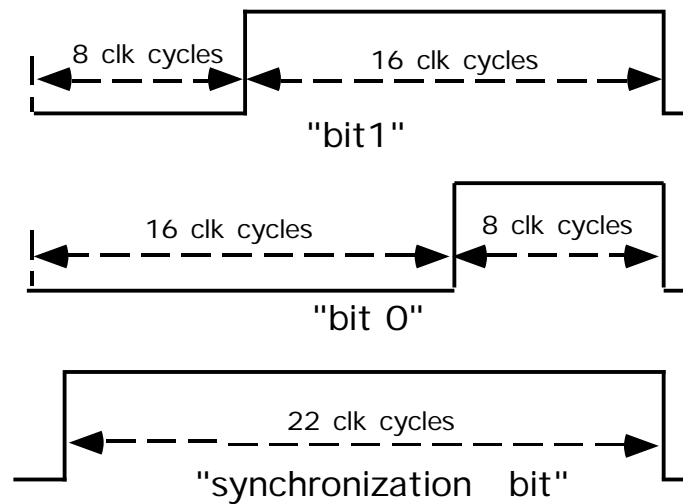 8 clk cycles 16 clk cycles
"bit1"
16 clk cycles 8 clk cycles
"bit 0"
22 clk cycles
"synchronization bit"